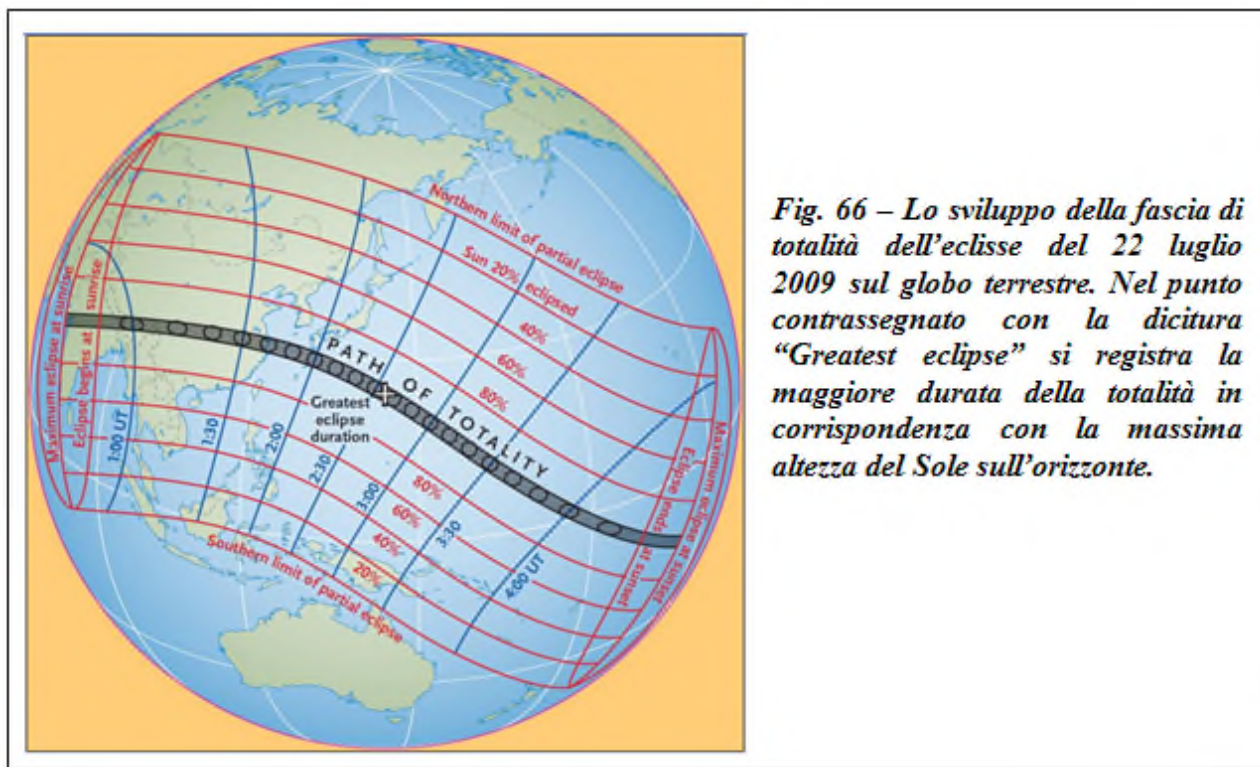 Northern limit of partial eclipse
Sun 20% eclipsed
40%
60%
80%
PATH OF TOTALITY
Greatest
eclipse
duration
Maximum eclipse at sunrise
Eclipse begins at sunrise
1:00 UT
1:30
2:00
2:30
3:00
3:30
4:00 UT
80%
60%
40%
20%
Southern limit of partial eclipse
Eclipse ends at sunset
Maximum eclipse at sunset
Fig. 66 – Lo sviluppo della fascia di
totalità dell’eclisse del 22 luglio
2009 sul globo terrestre. Nel punto
contrassegnato con la dicitura
“Greatest eclipse” si registra la
maggiore durata della totalità in
corrispondenza con la massima
altezza del Sole sull’orizzonte.